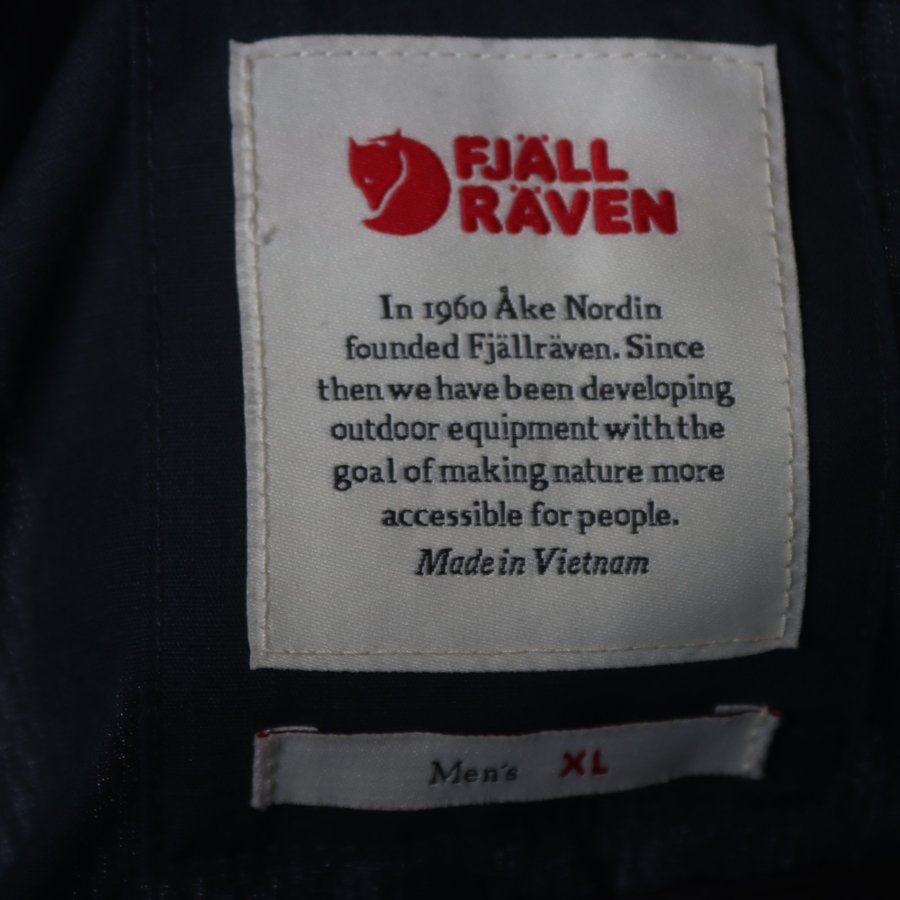 FJÄLL
RÄVEN
In 1960 Åke Nordin
founded Fjällräven. Since
then we have been developing
outdoor equipment with the
goal of making nature more
accessible for people.
Made in Vietnam
Men's XL